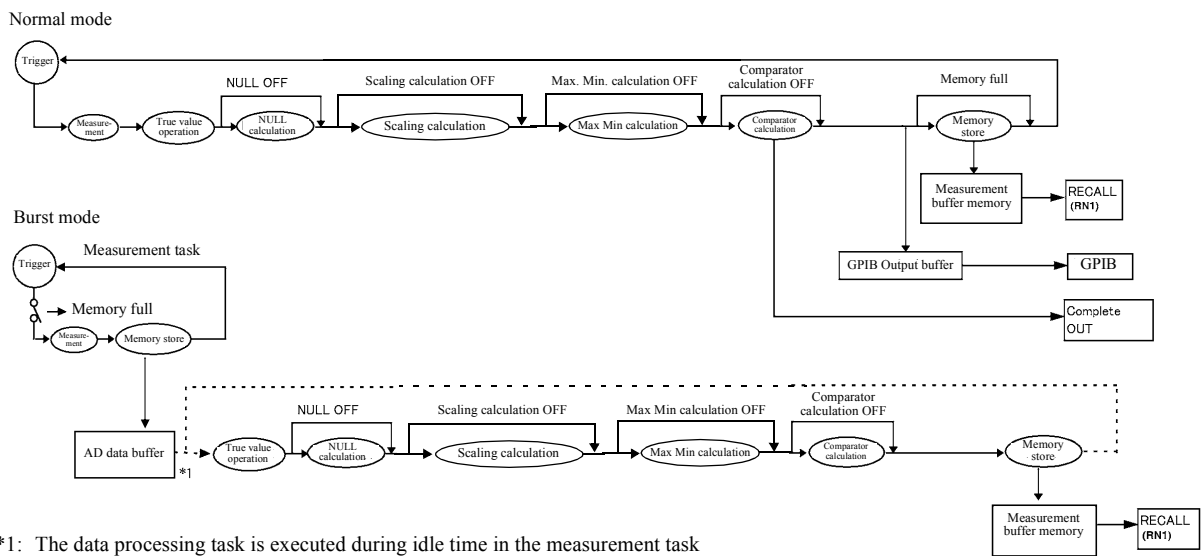 Normal mode
Trigger
NULL OFF
Scaling calculation OFF
Max. Min. calculation OFF
Comparator
calculation OFF
Memory full
Measure-
ment
True value
operation
NULL
calculation
Scaling calculation
Max Min calculation
Comparator
calculation
Memory
store
Measurement
buffer memory
RECALL
(RN1)
GPIB Output buffer
GPIB
Complete
OUT
Burst mode
Measurement task
Trigger
Memory full
Measure-
ment
Memory store
AD data buffer
*1
NULL OFF
Scaling calculation OFF
Max Min calculation OFF
Comparator
calculation OFF
True value
operation
NULL
calculation
Scaling calculation
Max Min calculation
Comparator
calculation
Memory
store
Measurement
buffer memory
RECALL
(RN1)
*1: The data processing task is executed during idle time in the measurement task